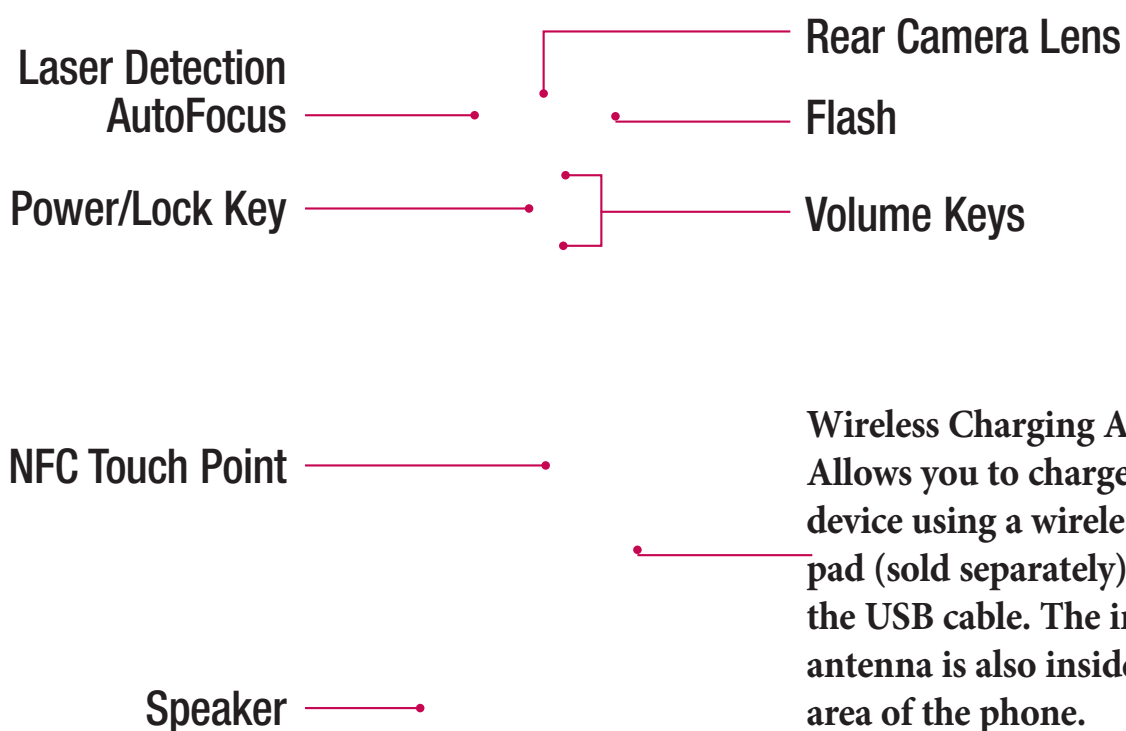 Laser Detection
AutoFocus
Power/Lock Key
NFC Touch Point
Speaker
Rear Camera Lens
Flash
Volume Keys
Wireless Charging
Allows you to charge
device using a
pad (sold separately)
the USB cable. The
antenna is also
area of the phone.